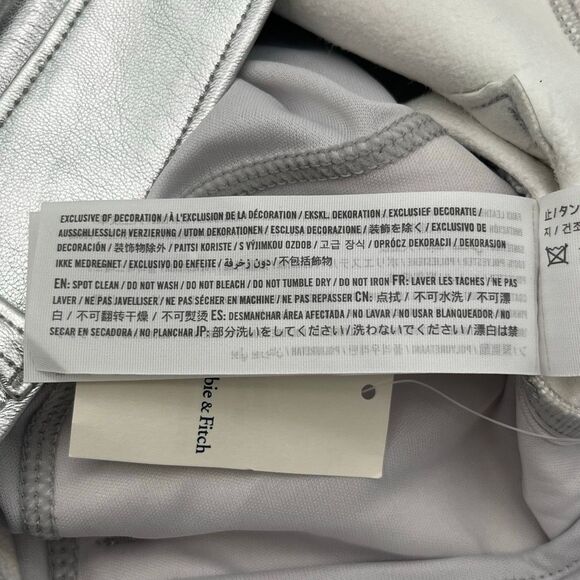 EXCLUSIVE OF DECORATION / À L'EXCLUSION DE LA DÉCORATION / EKSKL. DEKORATION / EXCLUSIEF DECORATIE /
AUSSCHLIESSLICH VERZIERUNG / UTOM DEKORATIONEN / ESCLUSA DECORAZIONE / 装飾を除く / EXCLUSIVO DE
DECORACIÓN / 装饰物除外 / PAITSI KORISTE / S VÝJIMKOU OZDOB / 고급 장식 / OPRÓCZ DEKORACJI / DEKORASJON
IKKE MEDREGNET / EXCLUSIVO DO ENFEITE / دون زخرفة / 不包括飾物
EN: SPOT CLEAN / DO NOT WASH / DO NOT BLEACH / DO NOT TUMBLE DRY / DO NOT IRON FR: LAVER LES TACHES / NE PAS
LAVER / NE PAS JAVELLISER / NE PAS SÉCHER EN MACHINE / NE PAS REPASSER CN: 点拭 / 不可水洗 / 不可漂
白 / 不可翻转干燥 / 不可熨烫 ES: DESMANCHAR ÁREA AFECTADA / NO LAVAR / NO USAR BLANQUEADOR / NO
SECAR EN SECADORA / NO PLANCHAR JP: 部分洗いをしてください / 洗わないでください / 漂白は禁
止 / タン
지 / 건조
bie & Fitch